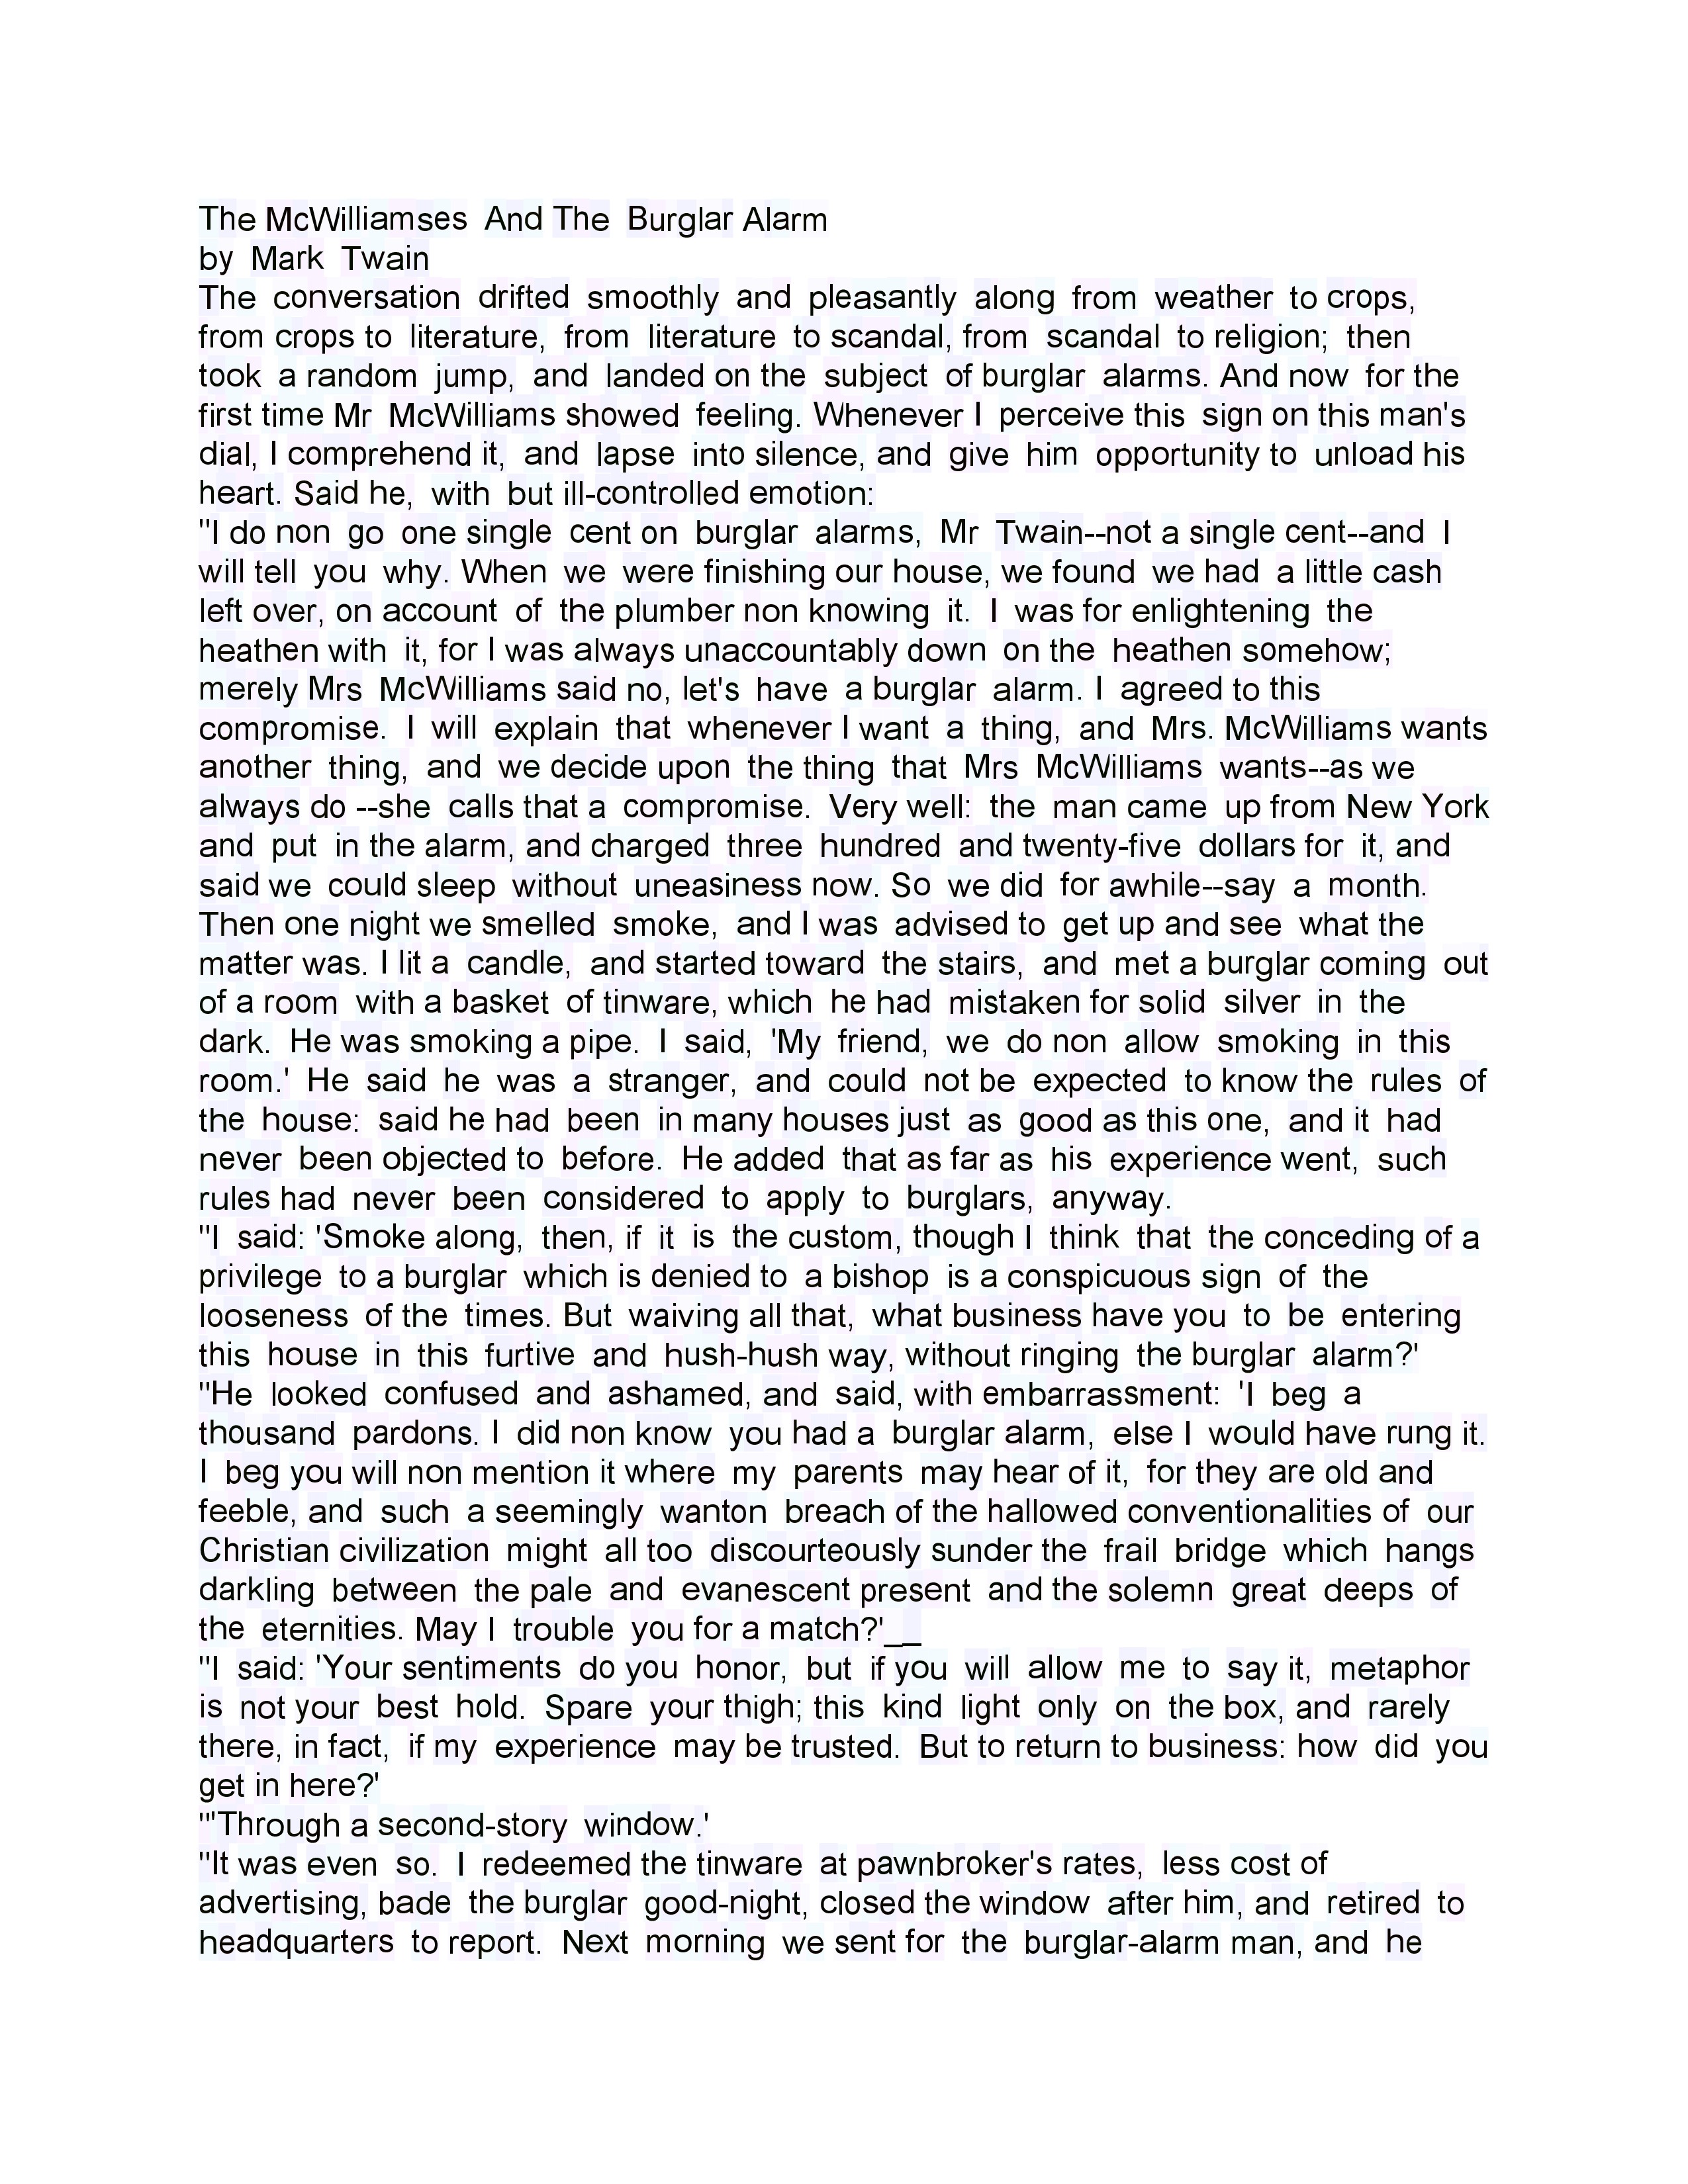 The McWilliamses And The Burglar Alarm
by Mark Twain
The conversation drifted smoothly and pleasantly along from weather to crops,
from crops to literature, from literature to scandal, from scandal to religion; then
took a random jump, and landed on the subject of burglar alarms. And now for the
first time Mr McWilliams showed feeling. Whenever I perceive this sign on this man's
dial, I comprehend it, and lapse into silence, and give him opportunity to unload his
heart. Said he, with but ill-controlled emotion:
"I do non go one single cent on burglar alarms, Mr Twain--not a single cent--and I
will tell you why. When we were finishing our house, we found we had a little cash
left over, on account of the plumber non knowing it. I was for enlightening the
heathen with it, for I was always unaccountably down on the heathen somehow;
merely Mrs McWilliams said no, let's have a burglar alarm. I agreed to this
compromise. I will explain that whenever I want a thing, and Mrs. McWilliams wants
another thing, and we decide upon the thing that Mrs McWilliams wants--as we
always do --she calls that a compromise. Very well: the man came up from New York
and put in the alarm, and charged three hundred and twenty-five dollars for it, and
said we could sleep without uneasiness now. So we did for awhile--say a month.
Then one night we smelled smoke, and I was advised to get up and see what the
matter was. I lit a candle, and started toward the stairs, and met a burglar coming out
of a room with a basket of tinware, which he had mistaken for solid silver in the
dark. He was smoking a pipe. I said, 'My friend, we do non allow smoking in this
room.' He said he was a stranger, and could not be expected to know the rules of
the house: said he had been in many houses just as good as this one, and it had
never been objected to before. He added that as far as his experience went, such
rules had never been considered to apply to burglars, anyway.
"I said: 'Smoke along, then, if it is the custom, though I think that the conceding of a
privilege to a burglar which is denied to a bishop is a conspicuous sign of the
looseness of the times. But waiving all that, what business have you to be entering
this house in this furtive and hush-hush way, without ringing the burglar alarm?'
"He looked confused and ashamed, and said, with embarrassment: 'I beg a
thousand pardons. I did non know you had a burglar alarm, else I would have rung it.
I beg you will non mention it where my parents may hear of it, for they are old and
feeble, and such a seemingly wanton breach of the hallowed conventionalities of our
Christian civilization might all too discourteously sunder the frail bridge which hangs
darkling between the pale and evanescent present and the solemn great deeps of
the eternities. May I trouble you for a match?'__
"I said: 'Your sentiments do you honor, but if you will allow me to say it, metaphor
is not your best hold. Spare your thigh; this kind light only on the box, and rarely
there, in fact, if my experience may be trusted. But to return to business: how did you
get in here?'
"'Through a second-story window.'
"It was even so. I redeemed the tinware at pawnbroker's rates, less cost of
advertising, bade the burglar good-night, closed the window after him, and retired to
headquarters to report. Next morning we sent for the burglar-alarm man, and he